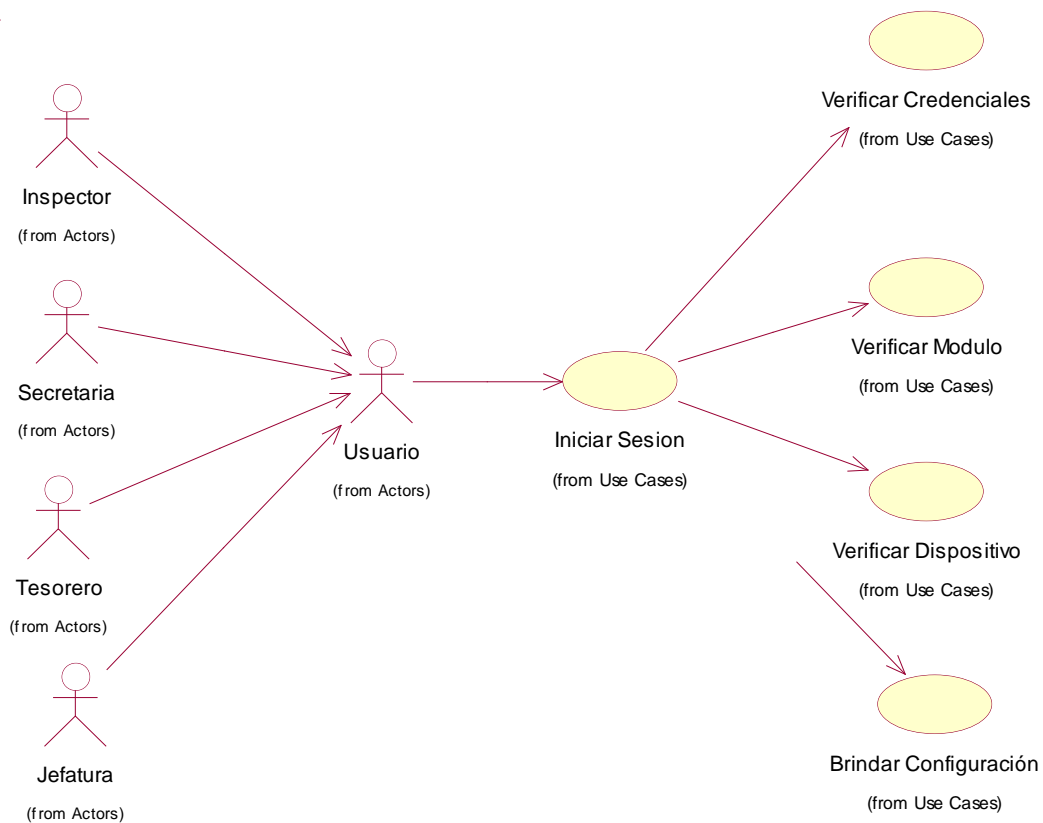 Verificar Credenciales
(from Use Cases)
Inspector
(from Actors)
Verificar Modulo
(from Use Cases)
Secretaria
(from Actors)
Usuario
(from Actors)
Iniciar Sesion
(from Use Cases)
Verificar Dispositivo
(from Use Cases)
Tesorero
(from Actors)
Brindar Configuración
(from Use Cases)
Jefatura
(from Actors)